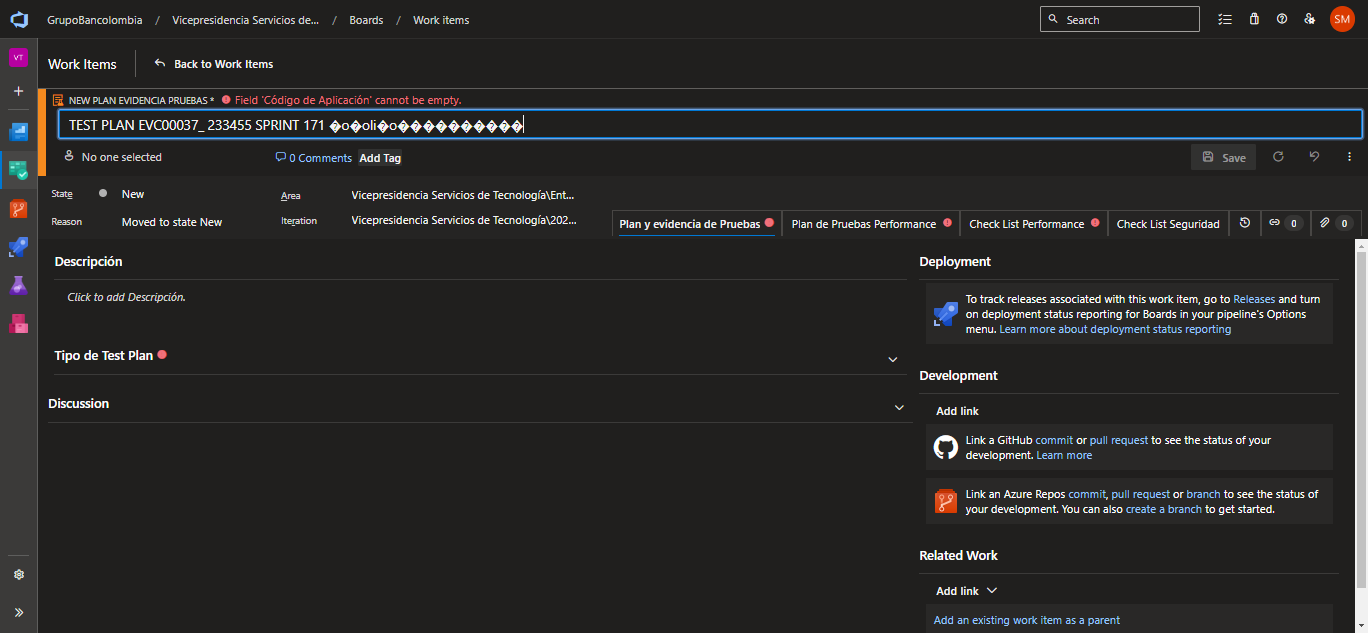 GrupoBancolombia / Vicepresidencia Servicios de... / Boards / Work items
Search
SM
VT
Work Items
Back to Work Items
NEW PLAN EVIDENCIA PRUEBAS *
Field 'Código de Aplicación' cannot be empty.
TEST PLAN EVC00037_ 233455 SPRINT 171 �o�oli�o����������
No one selected
0 Comments
Add Tag
Save
State
New
Area
Vicepresidencia Servicios de Tecnología\Ent...
Reason
Moved to state New
Iteration
Vicepresidencia Servicios de Tecnología\202...
Plan y evidencia de Pruebas
Plan de Pruebas Performance
Check List Performance
Check List Seguridad
0
0
Descripción
Click to add Descripción.
Tipo de Test Plan
Discussion
Deployment
To track releases associated with this work item, go to Releases and turn
on deployment status reporting for Boards in your pipeline's Options
menu. Learn more about deployment status reporting
Development
Add link
Link a GitHub commit or pull request to see the status of your
development. Learn more
Link an Azure Repos commit, pull request or branch to see the status of
your development. You can also create a branch to get started.
Related Work
Add link
Add an existing work item as a parent